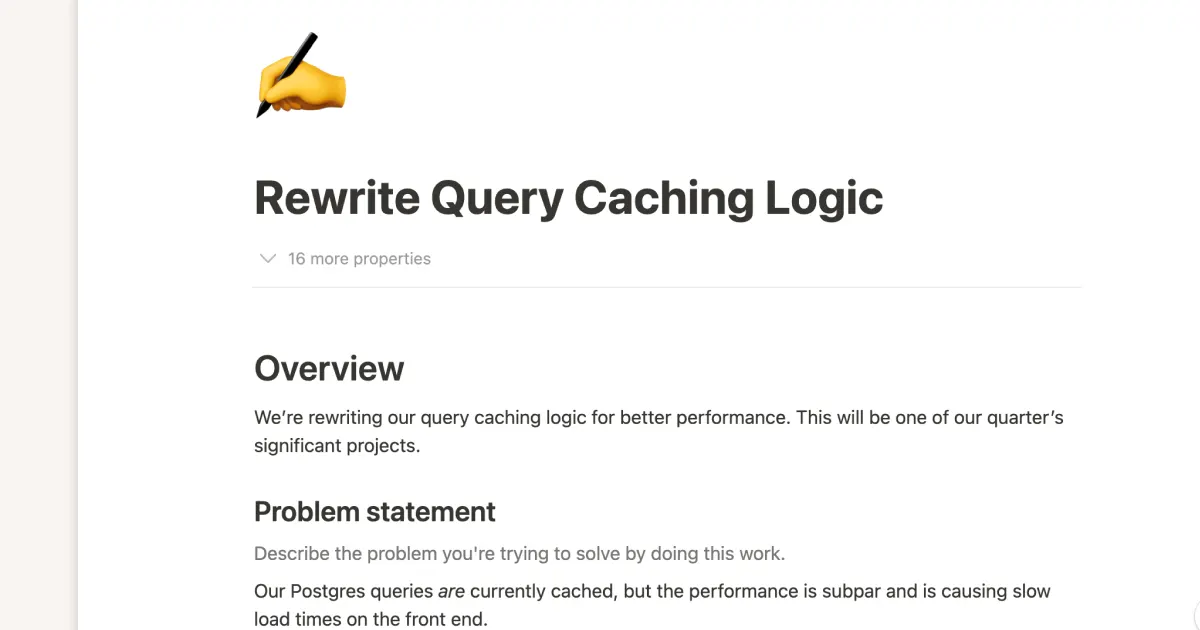 Rewrite Query Caching Logic
16 more properties
Overview
We’re rewriting our query caching logic for better performance. This will be one of our quarter’s
significant projects.
Problem statement
Describe the problem you're trying to solve by doing this work.
Our Postgres queries are currently cached, but the performance is subpar and is causing slow
load times on the front end.